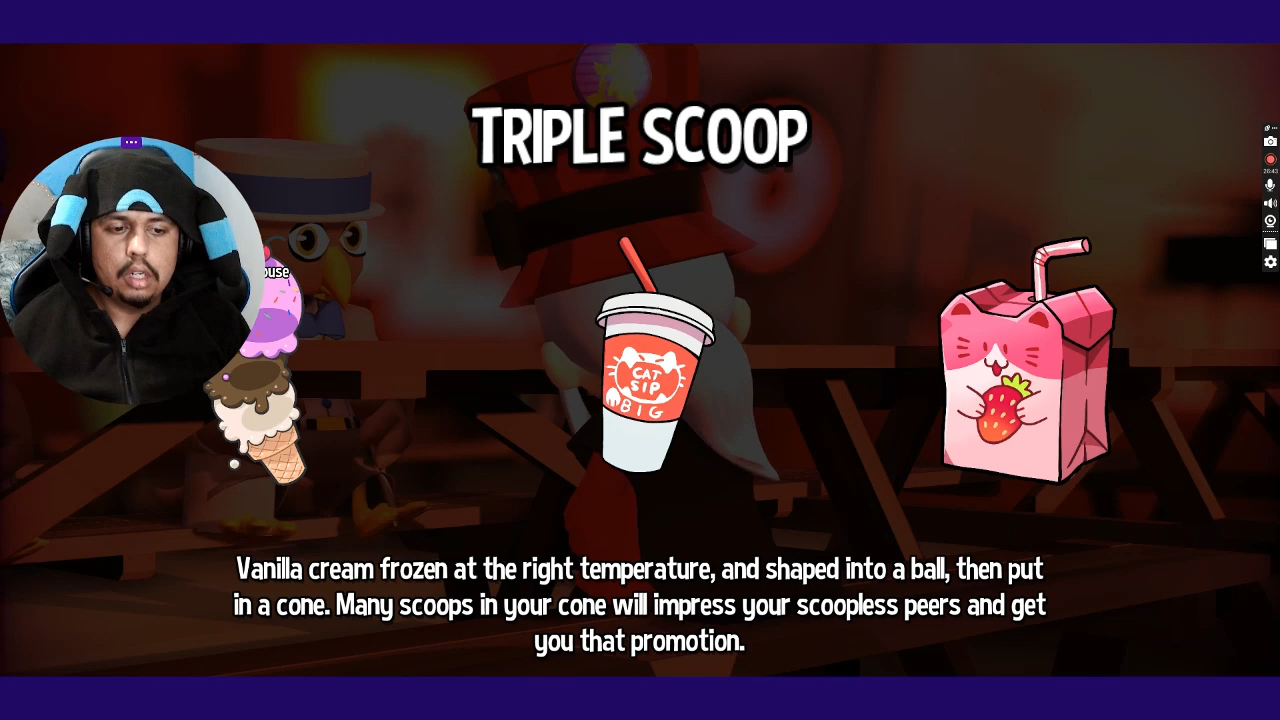 TRIPLE SCOOP
CAT
SIP
BIG
Vanilla cream frozen at the right temperature, and shaped into a ball, then put
in a cone. Many scoops in your cone will impress your scoopless peers and get
you that promotion.